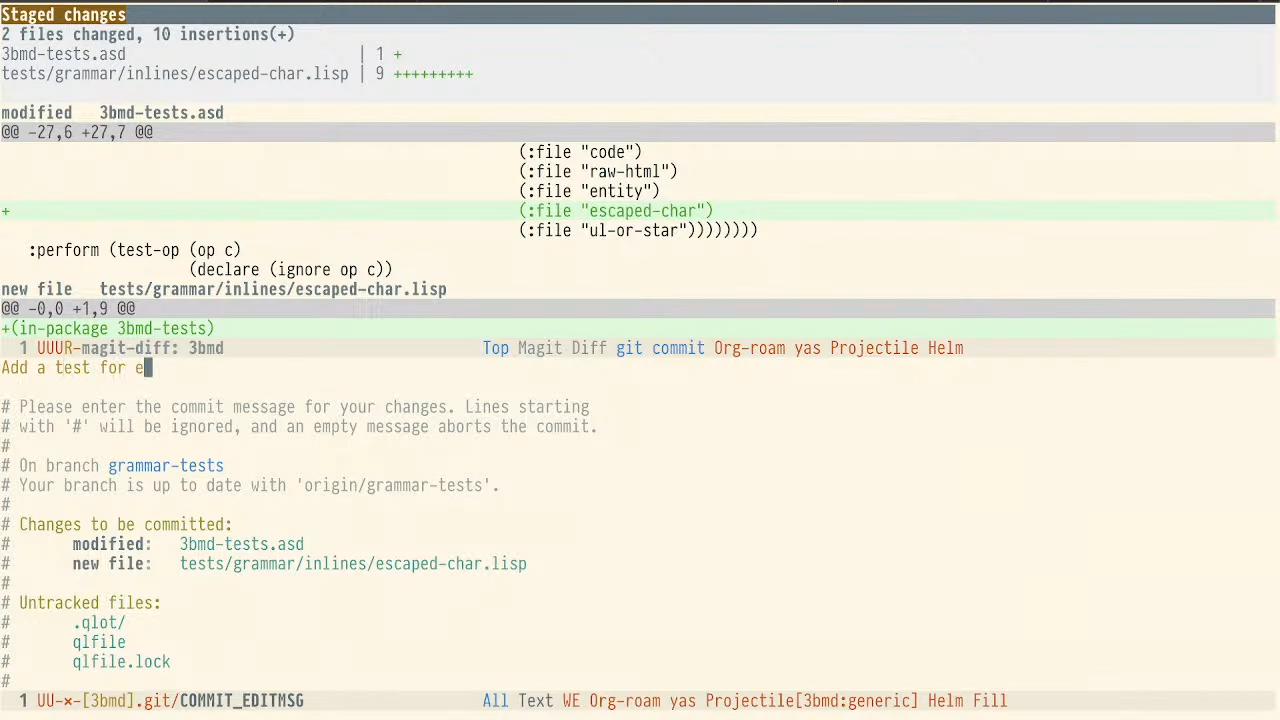 Staged changes
2 files changed, 10 insertions(+)
3bmd-tests.asd                          | 1 +
tests/grammar/inlines/escaped-char.lisp | 9 +++++++++
modified   3bmd-tests.asd
@@ -27,6 +27,7 @@
(:file "code")
(:file "raw-html")
(:file "entity")
+ (:file "escaped-char")
(:file "ul-or-star"))))))))
:perform (test-op (op c)
(declare (ignore op c))
new file   tests/grammar/inlines/escaped-char.lisp
@@ -0,0 +1,9 @@
+(in-package 3bmd-tests)
1 UUUR-magit-diff: 3bmd Top Magit Diff git commit Org-roam yas Projectile Helm
Add a test for e
# Please enter the commit message for your changes. Lines starting
# with '#' will be ignored, and an empty message aborts the commit.
#
# On branch grammar-tests
# Your branch is up to date with 'origin/grammar-tests'.
#
# Changes to be committed:
#       modified:   3bmd-tests.asd
#       new file:   tests/grammar/inlines/escaped-char.lisp
#
# Untracked files:
#       .qlot/
#       qlfile
#       qlfile.lock
#
1 UU-×-[3bmd].git/COMMIT_EDITMSG All Text WE Org-roam yas Projectile[3bmd:generic] Helm Fill